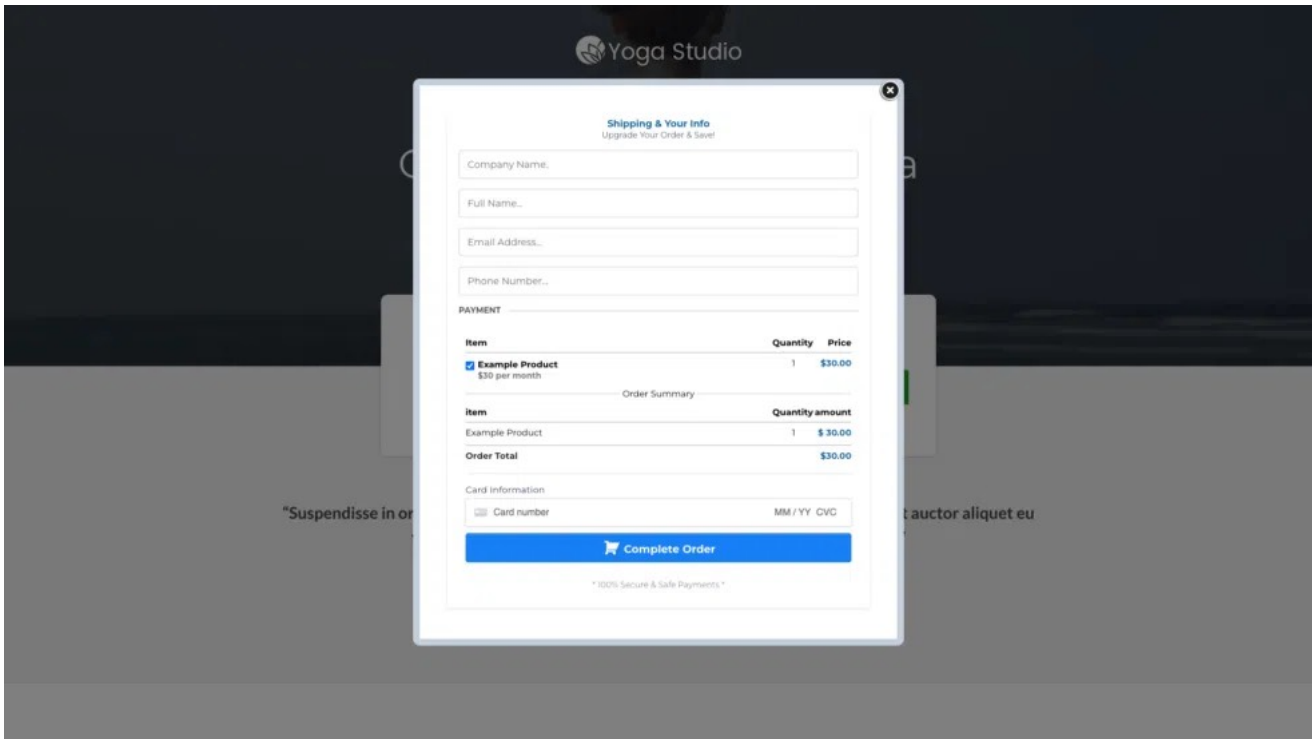 Yoga Studio
Shipping & Your Info
Upgrade Your Order & Save!
Company Name.
Full Name...
Email Address...
Phone Number...
PAYMENT
Item Quantity Price
Example Product 1 $30.00
$30 per month
Order Summary
item Quantity amount
Example Product 1 $ 30.00
Order Total $30.00
Card Information
Card number MM / YY CVC
Complete Order
* 100% Secure & Safe Payments *
“Suspendisse in t auctor aliquet eu